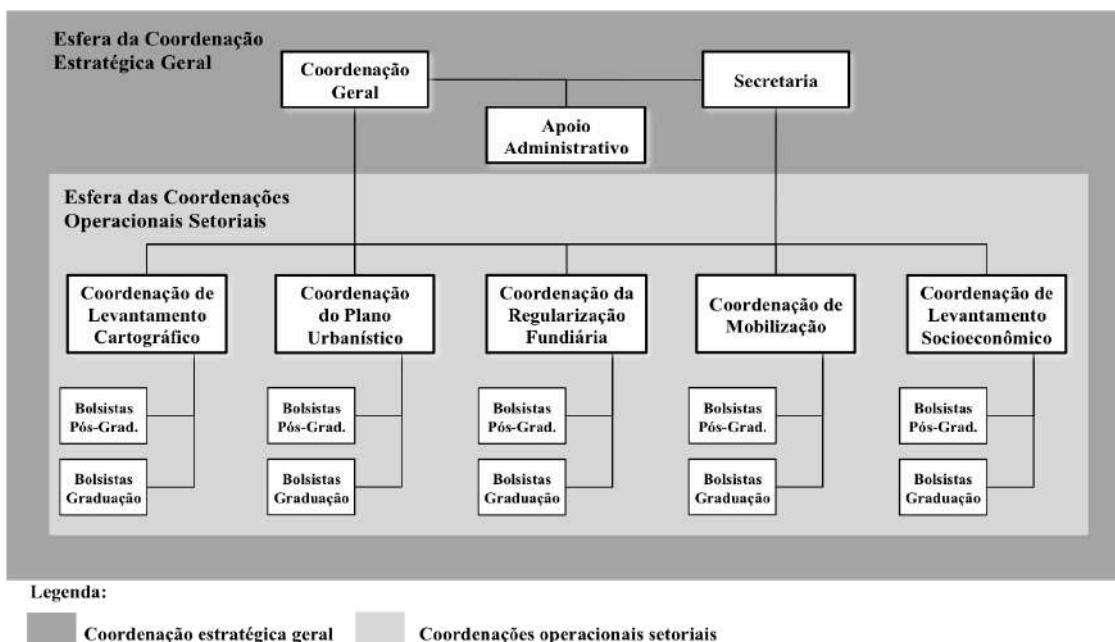 Esfera da Coordenação
Estratégica Geral
Coordenação
Geral
Secretaria
Apoio
Administrativo
Esfera das Coordenações
Operacionais Setoriais
Coordenação de
Levantamento
Cartográfico
Coordenação
do Plano
Urbanístico
Coordenação da
Regularização
Fundiária
Coordenação de
Mobilização
Coordenação de
Levantamento
Socioeconômico
Bolsistas
Pós-Grad.
Bolsistas
Pós-Grad.
Bolsistas
Pós-Grad.
Bolsistas
Pós-Grad.
Bolsistas
Pós-Grad.
Bolsistas
Graduação
Bolsistas
Graduação
Bolsistas
Graduação
Bolsistas
Graduação
Bolsistas
Graduação
Legenda:
Coordenação estratégica geral
Coordenações operacionais setoriais